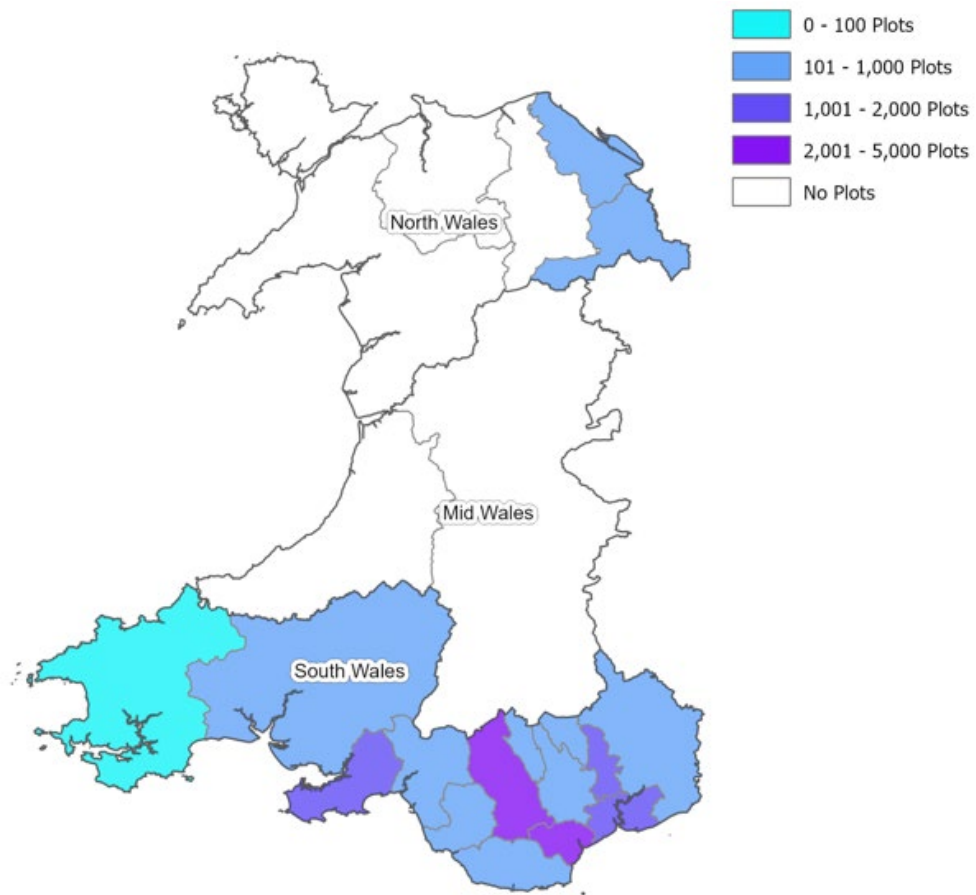 0 - 100 Plots
101 - 1,000 Plots
1,001 - 2,000 Plots
2,001 - 5,000 Plots
No Plots
North Wales
Mid Wales
South Wales